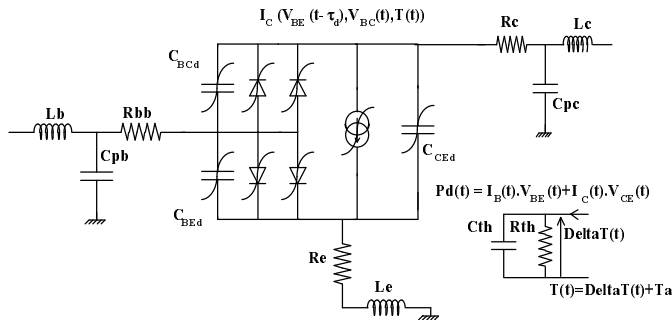 I_C (V_BE (t- τ_d),V_BC(t),T(t))
Rc
Lc
C_BCd
Cpc
Lb
Rbb
Cpb
C_CEd
C_BEd
Pd(t) = I_B(t).V_BE(t)+I_C(t).V_CE(t)
Cth
Rth
DeltaT(t)
Re
Le
T(t)=DeltaT(t)+Ta